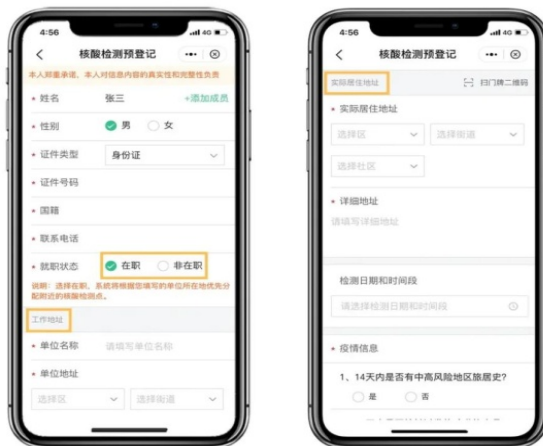 4:56
4G
核酸检测预登记
本人郑重承诺，本人对信息内容的真实性和完整性负责
* 姓名 张三 +添加成员
* 性别 男 女
* 证件类型 身份证
* 证件号码
* 国籍
* 联系电话
* 就职状态 在职 非在职
说明：选择在职，系统将根据您填写的单位所在地优先分
配附近的核酸检测点。
工作地址
* 单位名称 请填写单位名称
* 单位地址
选择区 * 选择街道
4:56
4G
核酸检测预登记
实际居住地址 扫门牌二维码
* 实际居住地址
选择区 选择街道
选择社区
* 详细地址
请填写详细地址
检测日期和时间段
请选择检测日期和时间段
* 疫情信息
1、14天内是否有中高风险地区旅居史?
是 否